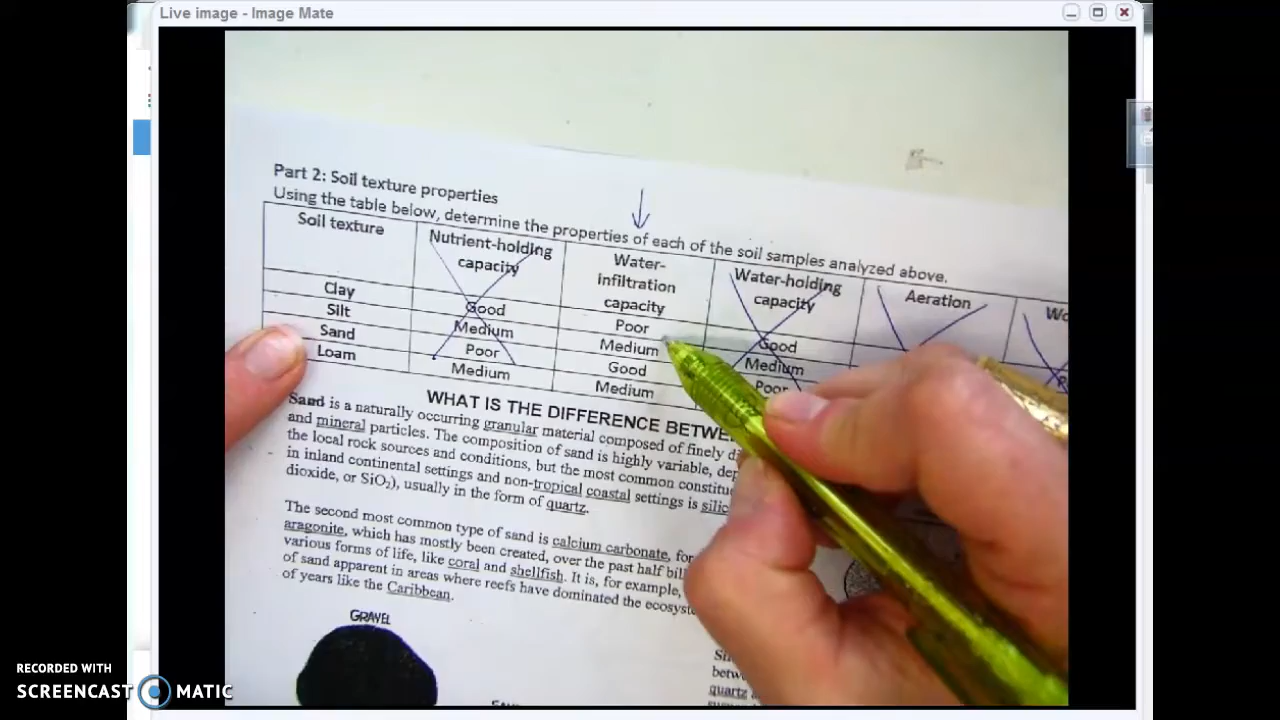 Live image - Image Mate
Part 2: Soil texture properties
Using the table below, determine the properties of each of the soil samples analyzed above.
Soil texture
Nutrient-holding
capacity
Water-
infiltration
capacity
Water-holding
capacity
Aeration
Wo
Clay
Good
Poor
Good
Silt
Medium
Medium
Medium
Sand
Poor
Good
Poor
Loam
Medium
Medium
WHAT IS THE DIFFERENCE BETWE
Sand is a naturally occurring granular material composed of finely di
and mineral particles. The composition of sand is highly variable, dep
the local rock sources and conditions, but the most common constitue
in inland continental settings and non-tropical coastal settings is silic
dioxide, or SiO₂), usually in the form of quartz.
The second most common type of sand is calcium carbonate, for
aragonite, which has mostly been created, over the past half bil
various forms of life, like coral and shellfish. It is, for example,
of sand apparent in areas where reefs have dominated the ecosyste
of years like the Caribbean.
GRAVEL
Si
betw
quartz
RECORDED WITH
SCREENCAST MATIC